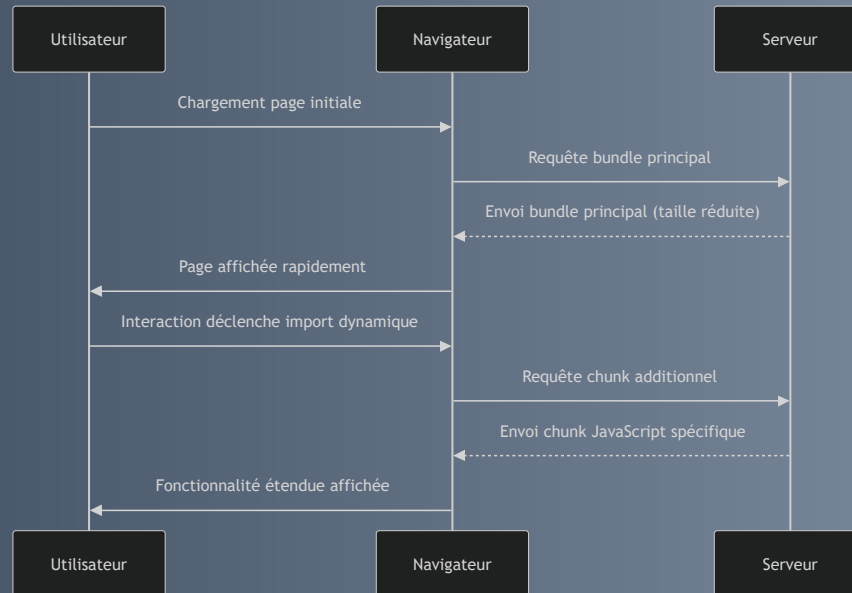 Utilisateur
Navigateur
Serveur
Chargement page initiale
Requête bundle principal
Envoi bundle principal (taille réduite)
Page affichée rapidement
Interaction déclenche import dynamique
Requête chunk additionnel
Envoi chunk JavaScript spécifique
Fonctionnalité étendue affichée
Utilisateur
Navigateur
Serveur